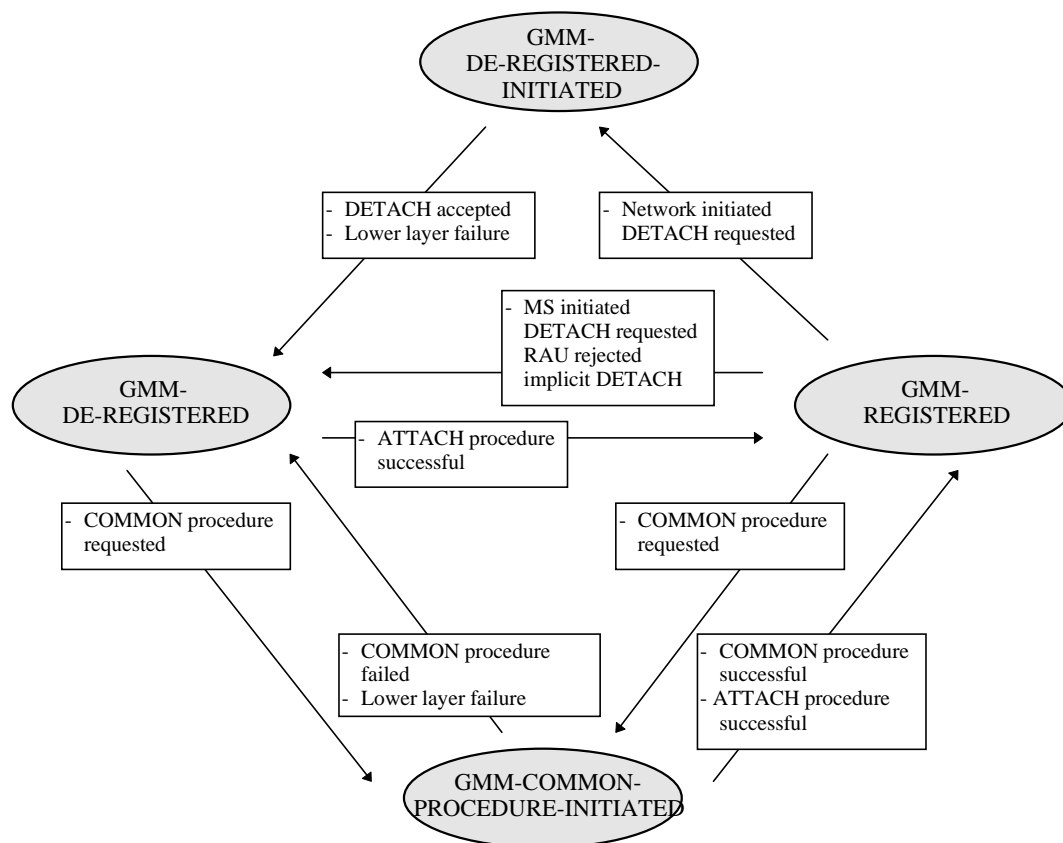 GMM-
DE-REGISTERED-
INITIATED
- DETACH accepted
- Lower layer failure
- Network initiated
DETACH requested
- MS initiated
DETACH requested
RAU rejected
implicit DETACH
GMM-
DE-REGISTERED
GMM-
REGISTERED
- ATTACH procedure
successful
- COMMON procedure
requested
- COMMON procedure
requested
- COMMON procedure
failed
- Lower layer failure
- COMMON procedure
successful
- ATTACH procedure
successful
GMM-COMMON-
PROCEDURE-INITIATED